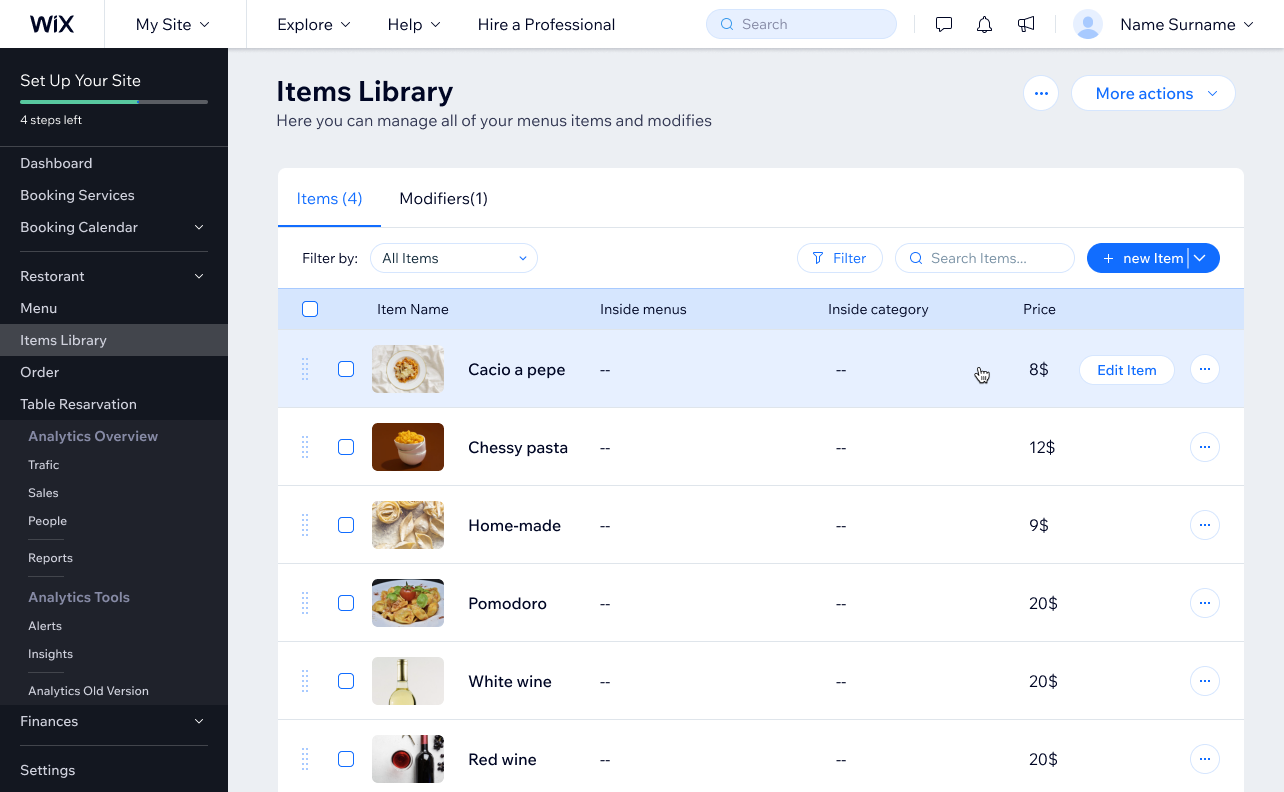 WiX
My Site
Explore
Help
Hire a Professional
Search
Name Surname
Set Up Your Site
4 steps left
Dashboard
Booking Services
Booking Calendar
Restorant
Menu
Items Library
Order
Table Resarvation
Analytics Overview
Trafic
Sales
People
Reports
Analytics Tools
Alerts
Insights
Analytics Old Version
Finances
Settings
Items Library
Here you can manage all of your menus items and modifies
More actions
Items (4)
Modifiers(1)
Filter by:
All Items
Filter
Search Items...
+ new Item
Item Name Inside menus Inside category Price
Cacio a pepe -- -- 8$ Edit Item
Chessy pasta -- -- 12$
Home-made -- -- 9$
Pomodoro -- -- 20$
White wine -- -- 20$
Red wine -- -- 20$